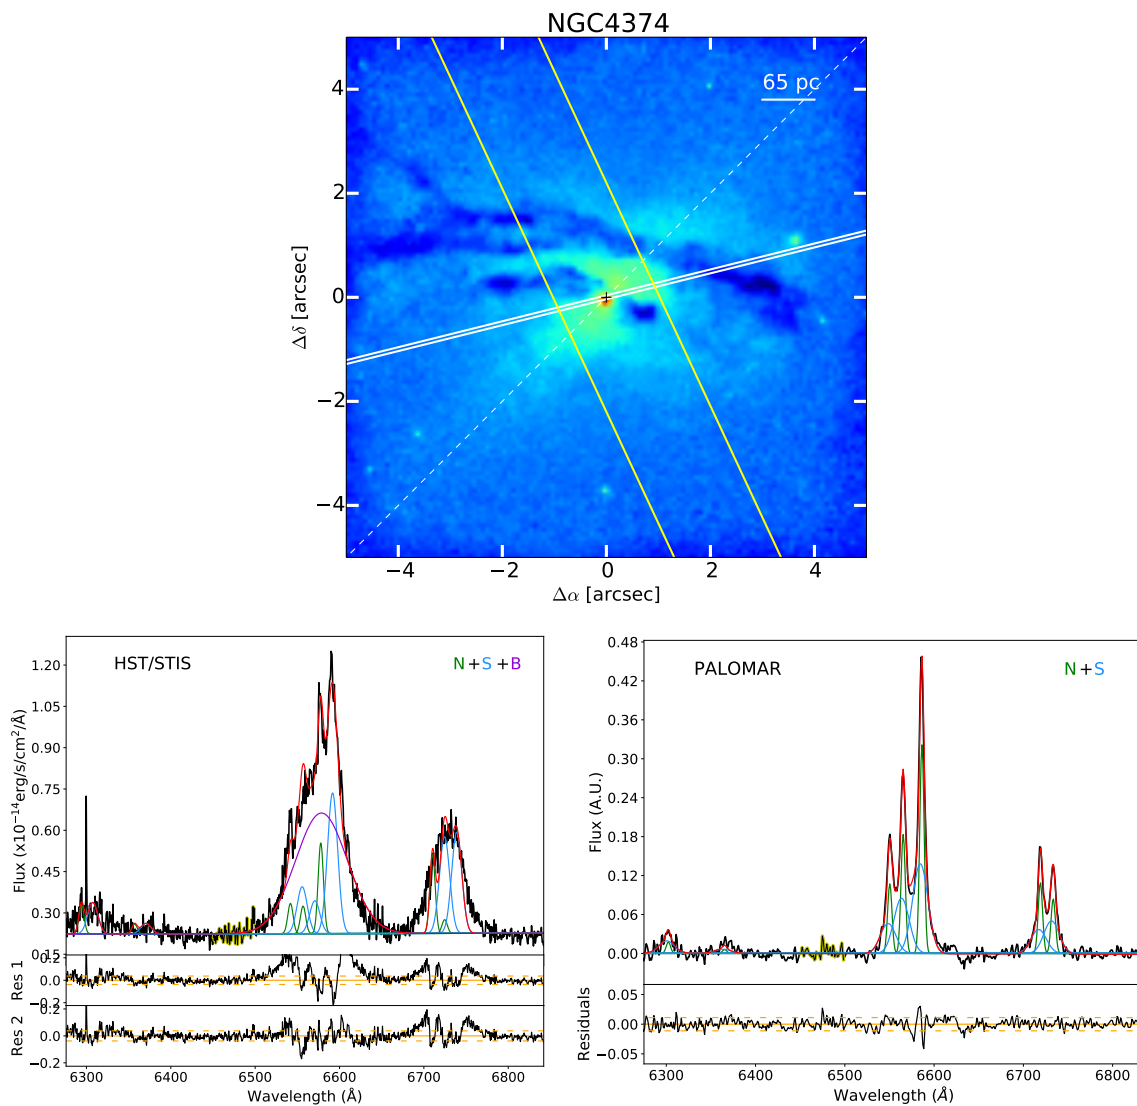 NGC4374
65 pc
4
2
0
−2
−4
Δδ [arcsec]
−4 −2 0 2 4
Δα [arcsec]
HST/STIS
N+S+B
1.20
1.05
0.90
0.75
0.60
0.45
0.30
Flux (x10⁻¹⁴erg/s/cm²/Å)
0.2
0.0
−0.2
Res 1
0.2
0.0
−0.2
Res 2
6300 6400 6500 6600 6700 6800
Wavelength (Å)
PALOMAR
N+S
0.48
0.42
0.36
0.30
0.24
0.18
0.12
0.06
0.00
Flux (A.U.)
0.05
0.00
−0.05
Residuals
6300 6400 6500 6600 6700 6800
Wavelength (Å)